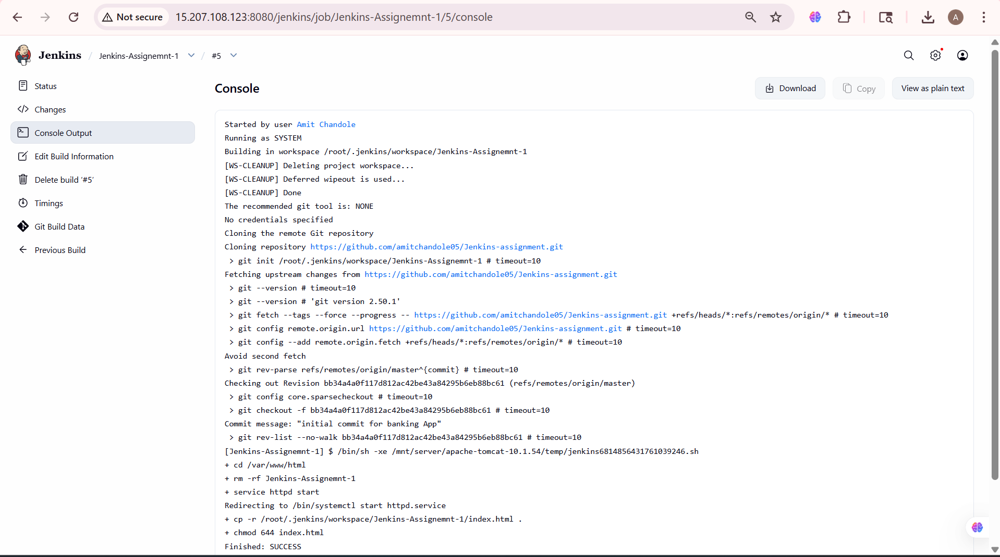 Not secure 15.207.108.123:8080/jenkins/job/Jenkins-Assignemnt-1/5/console A
Jenkins / Jenkins-Assignemnt-1 / #5
Status
Changes
Console Output
Edit Build Information
Delete build ‘#5’
Timings
Git Build Data
Previous Build
Console
Download Copy View as plain text
Started by user Amit Chandole
Running as SYSTEM
Building in workspace /root/.jenkins/workspace/Jenkins-Assignemnt-1
[WS-CLEANUP] Deleting project workspace...
[WS-CLEANUP] Deferred wipeout is used...
[WS-CLEANUP] Done
The recommended git tool is: NONE
No credentials specified
Cloning the remote Git repository
Cloning repository https://github.com/amitchandole05/Jenkins-assignment.git
 > git init /root/.jenkins/workspace/Jenkins-Assignemnt-1 # timeout=10
Fetching upstream changes from https://github.com/amitchandole05/Jenkins-assignment.git
 > git --version # timeout=10
 > git --version # 'git version 2.50.1'
 > git fetch --tags --force --progress -- https://github.com/amitchandole05/Jenkins-assignment.git +refs/heads/*:refs/remotes/origin/* # timeout=10
 > git config remote.origin.url https://github.com/amitchandole05/Jenkins-assignment.git # timeout=10
 > git config --add remote.origin.fetch +refs/heads/*:refs/remotes/origin/* # timeout=10
Avoid second fetch
 > git rev-parse refs/remotes/origin/master^{commit} # timeout=10
Checking out Revision bb34a4a0f117d812ac42be43a84295b6eb88bc61 (refs/remotes/origin/master)
 > git config core.sparsecheckout # timeout=10
 > git checkout -f bb34a4a0f117d812ac42be43a84295b6eb88bc61 # timeout=10
Commit message: "initial commit for banking App"
 > git rev-list --no-walk bb34a4a0f117d812ac42be43a84295b6eb88bc61 # timeout=10
[Jenkins-Assignemnt-1] $ /bin/sh -xe /mnt/server/apache-tomcat-10.1.54/temp/jenkins6814856431761039246.sh
+ cd /var/www/html
+ rm -rf Jenkins-Assignemnt-1
+ service httpd start
Redirecting to /bin/systemctl start httpd.service
+ cp -r /root/.jenkins/workspace/Jenkins-Assignemnt-1/index.html .
+ chmod 644 index.html
Finished: SUCCESS